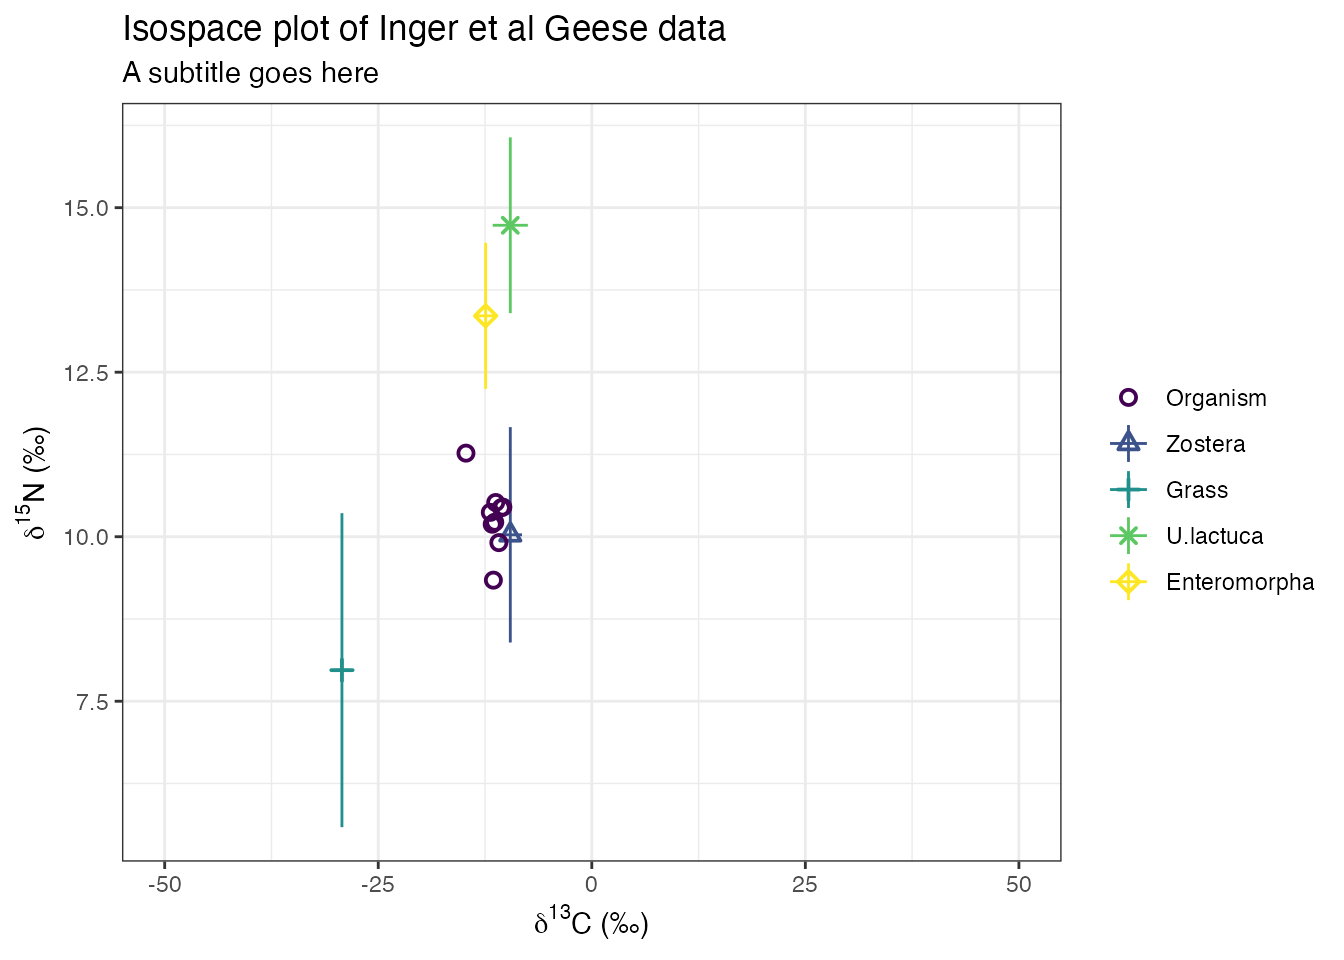 Isospace plot of Inger et al Geese data
A subtitle goes here
δ¹⁵N (‰)
15.0
12.5
10.0
7.5
-50
-25
0
25
50
δ¹³C (‰)
Organism
Zostera
Grass
U.lactuca
Enteromorpha